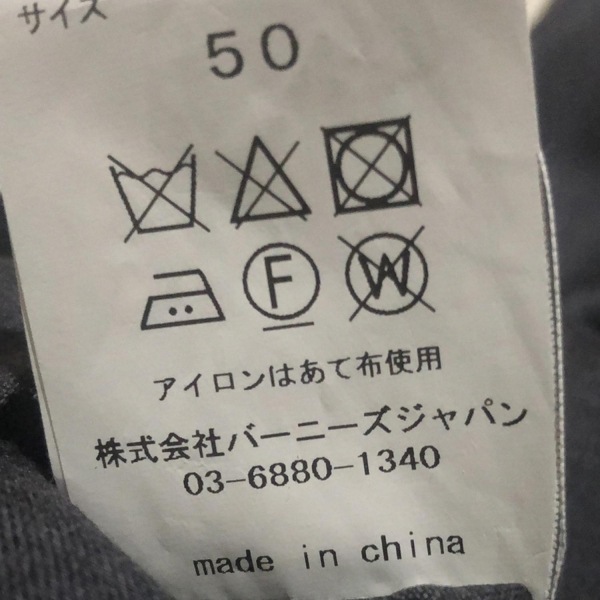 サイズ
50
F W
アイロンはあて布使用
株式会社バーニーズジャパン
03-6880-1340
made in china